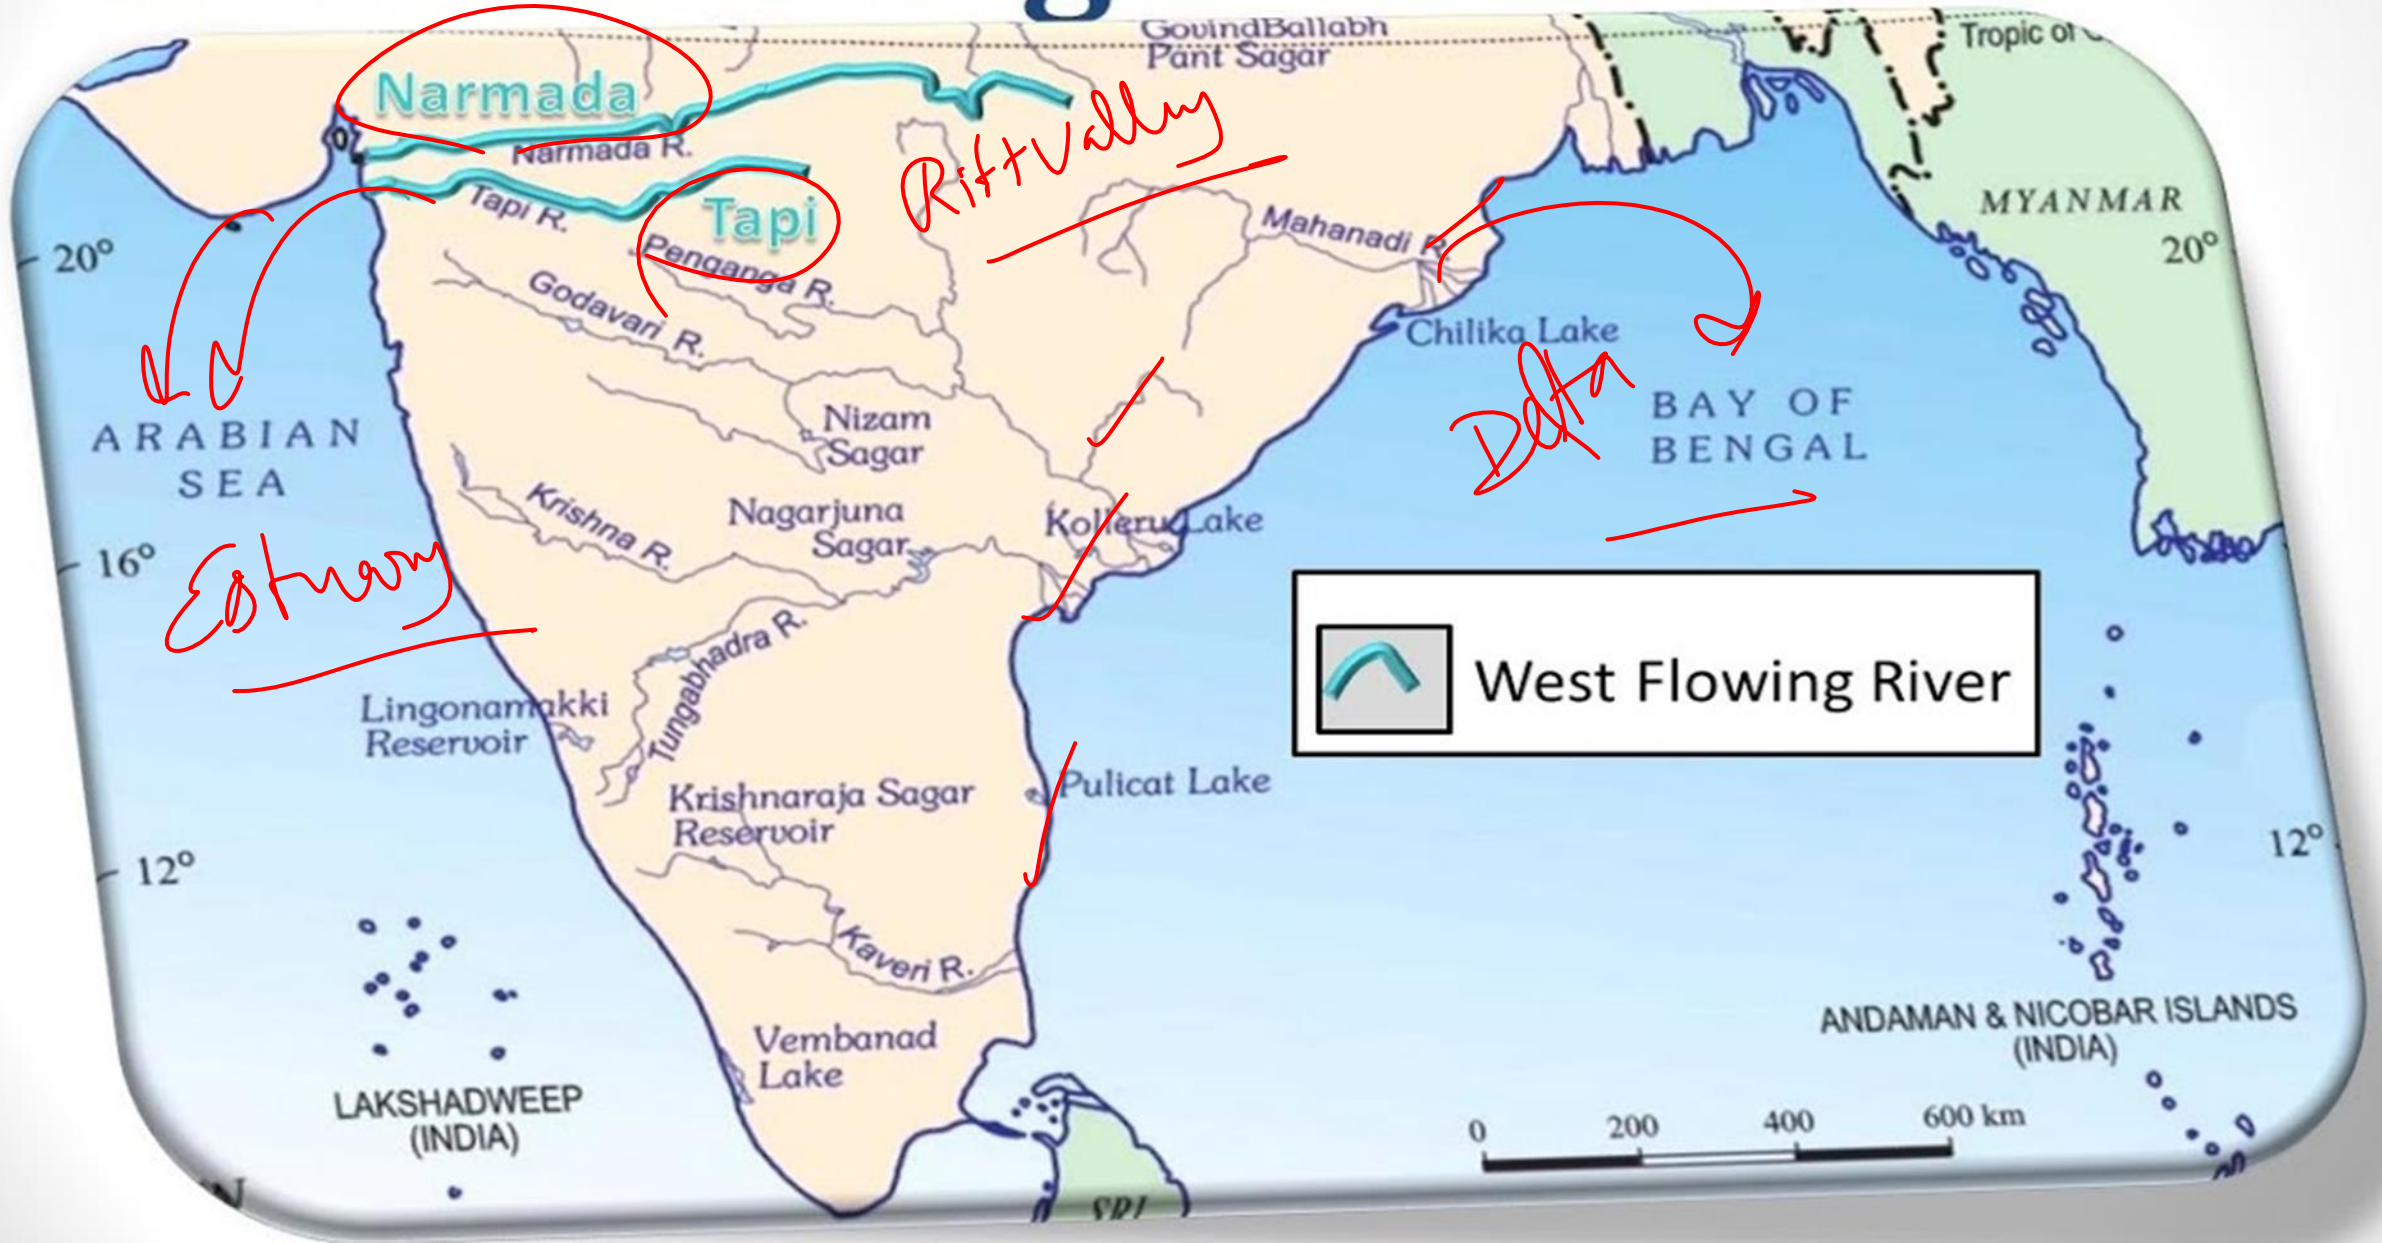 g
GovindBallabh
Pant Sagar
Tropic of
Narmada
Narmada R.
Rift Vallry
Tapi
Tapi R.
Penganga R.
Mahanadi R.
MYANMAR
20°
20°
Godavari R.
Chilika Lake
Delta
BAY OF
BENGAL
ARABIAN
SEA
Nizam
Sagar
Krishna R.
Nagarjuna
Sagar
Kolleru Lake
16°
Estuary
Tungabhadra R.
West Flowing River
Lingonamakki
Reservoir
Krishnaraja Sagar
Reservoir
Pulicat Lake
12°
12°
Kaveri R.
Vembanad
Lake
ANDAMAN & NICOBAR ISLANDS
(INDIA)
LAKSHADWEEP
(INDIA)
0 200 400 600 km
SRI